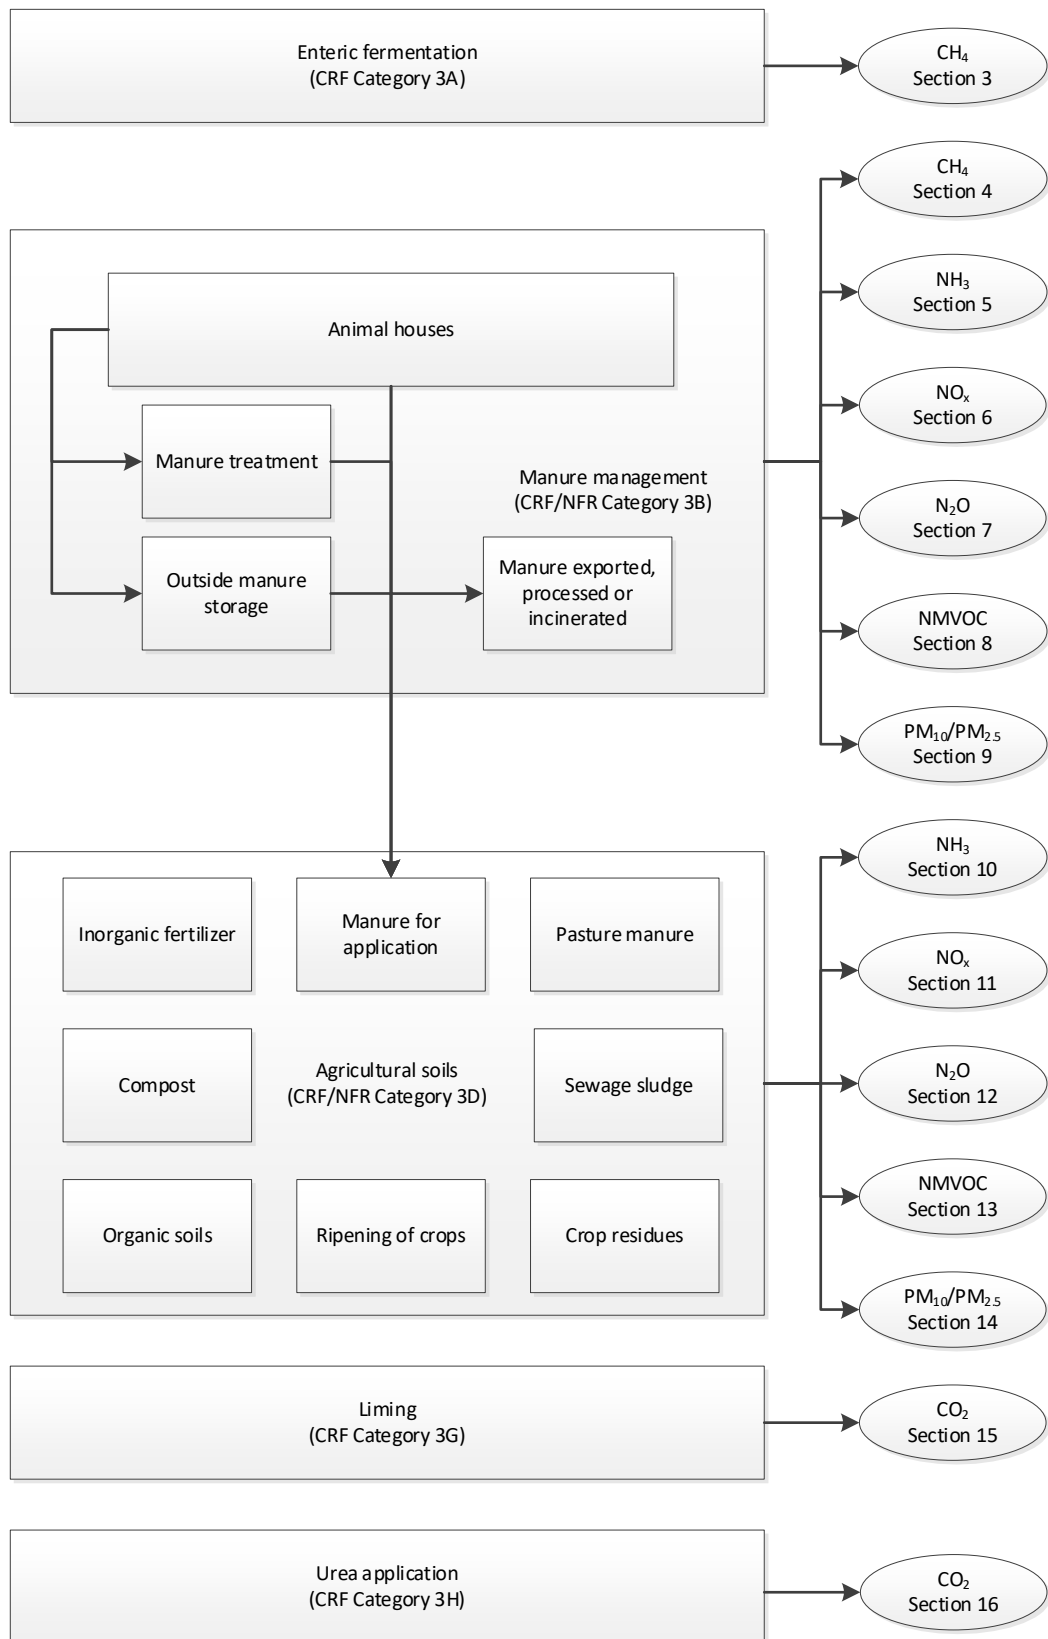 Enteric fermentation
(CRF Category 3A)
CH₄
Section 3
CH₄
Section 4
NH₃
Section 5
Animal houses
NOₓ
Section 6
Manure treatment
Manure management
(CRF/NFR Category 3B)
N₂O
Section 7
Outside manure
storage
Manure exported,
processed or
incinerated
NMVOC
Section 8
PM₁₀/PM₂.₅
Section 9
NH₃
Section 10
Inorganic fertilizer
Manure for
application
Pasture manure
NOₓ
Section 11
Compost
Agricultural soils
(CRF/NFR Category 3D)
Sewage sludge
N₂O
Section 12
NMVOC
Section 13
Organic soils
Ripening of crops
Crop residues
PM₁₀/PM₂.₅
Section 14
Liming
(CRF Category 3G)
CO₂
Section 15
Urea application
(CRF Category 3H)
CO₂
Section 16